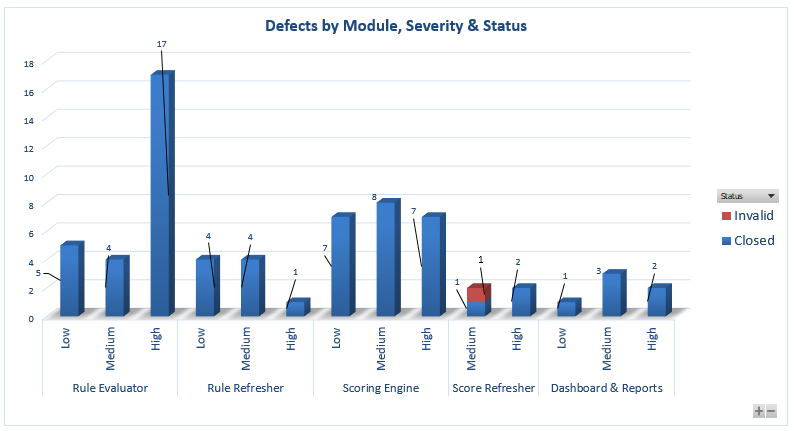 Defects by Module, Severity & Status
17
18
16
14
12
10
8
6
4
2
0
5
4
4
4
1
7
8
7
1
1
2
1
3
2
Status
Invalid
Closed
Low
Medium
High
Low
Medium
High
Low
Medium
High
Medium
High
Low
Medium
High
Rule Evaluator
Rule Refresher
Scoring Engine
Score Refresher
Dashboard & Reports